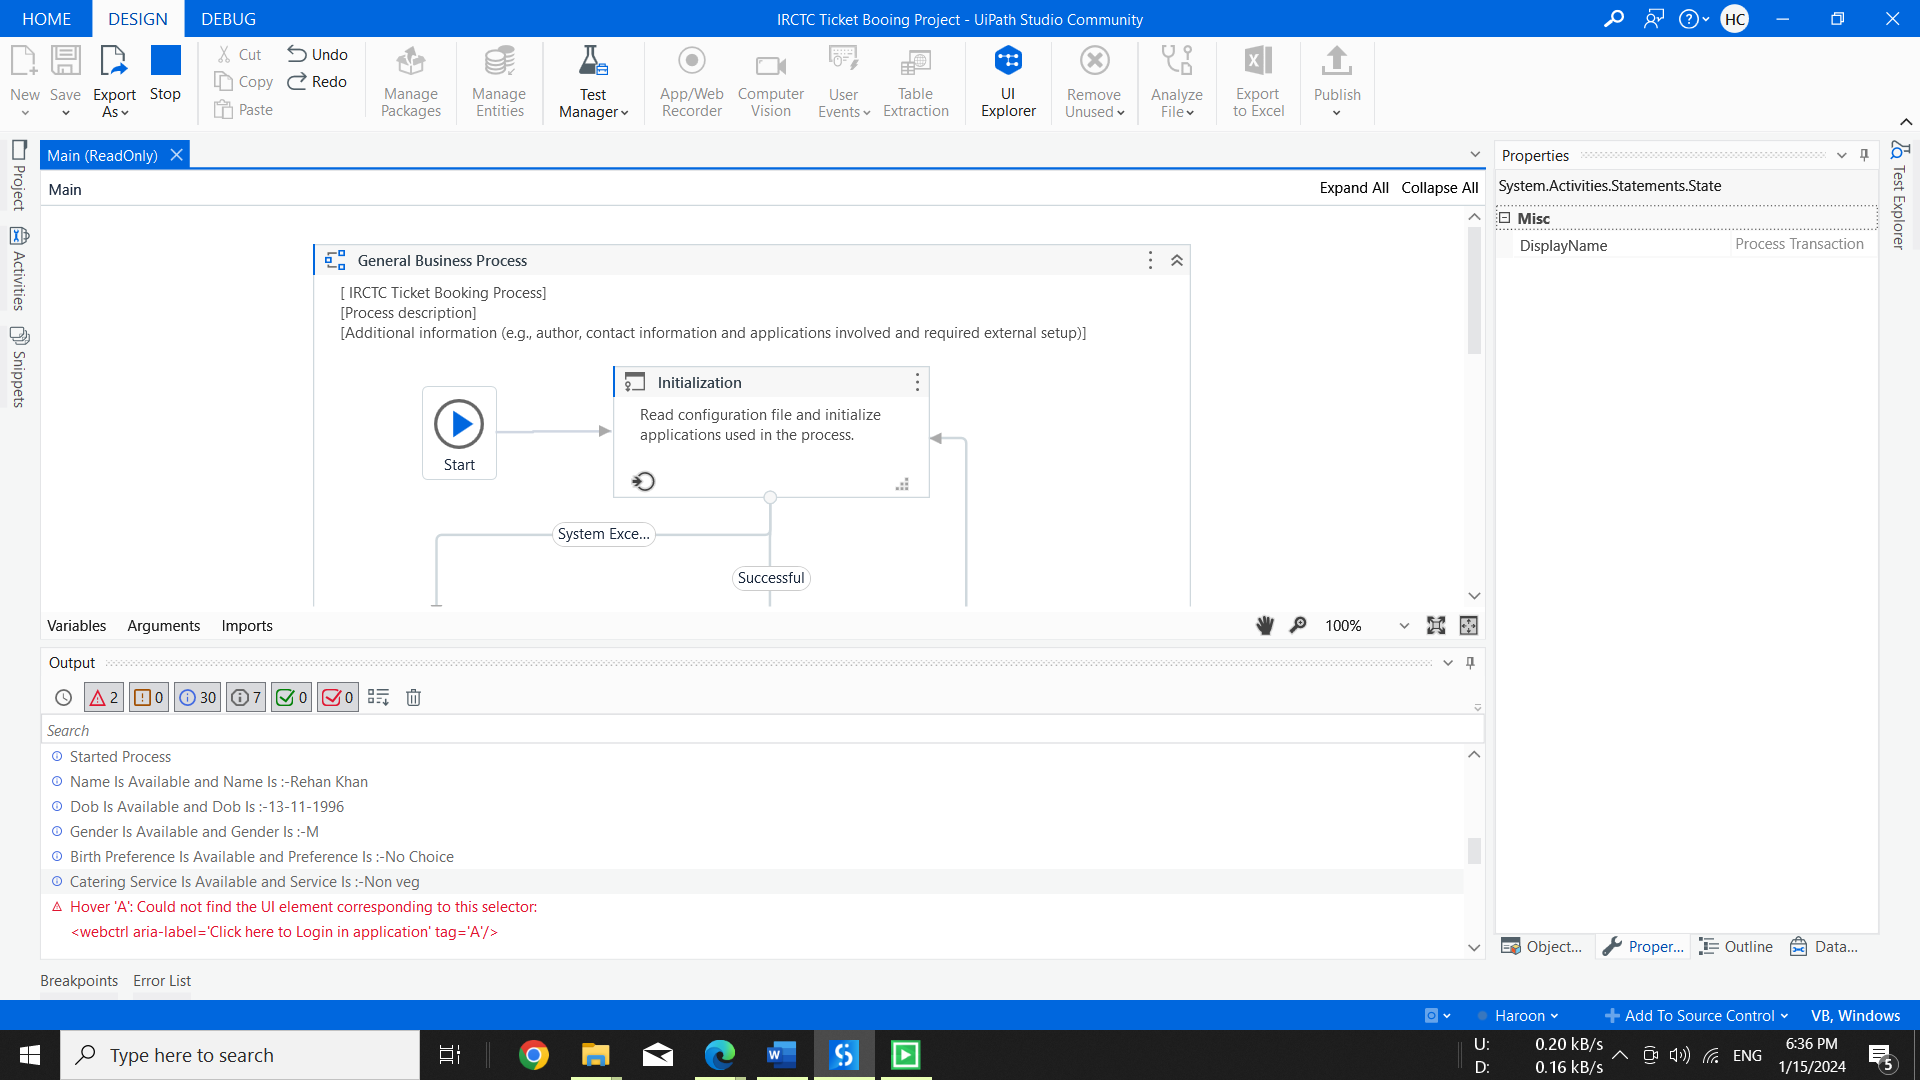 HOME DESIGN DEBUG IRCTC Ticket Booing Project - UiPath Studio Community HC
New Save Export As Stop Cut Copy Paste Undo Redo Manage Packages Manage Entities Test Manager App/Web Recorder Computer Vision User Events Table Extraction UI Explorer Remove Unused Analyze File Export to Excel Publish
Project
Activities
Snippets
Main (ReadOnly)
Main Expand All Collapse All
General Business Process
[ IRCTC Ticket Booking Process]
[Process description]
[Additional information (e.g., author, contact information and applications involved and required external setup)]
Start
Initialization
Read configuration file and initialize
applications used in the process.
System Exce...
Successful
Variables Arguments Imports 100%
Output
2 0 30 7 0 0
Search
Started Process
Name Is Available and Name Is :-Rehan Khan
Dob Is Available and Dob Is :-13-11-1996
Gender Is Available and Gender Is :-M
Birth Preference Is Available and Preference Is :-No Choice
Catering Service Is Available and Service Is :-Non veg
Hover 'A': Could not find the UI element corresponding to this selector:
<webctrl aria-label='Click here to Login in application' tag='A'/>
Breakpoints Error List
Properties
System.Activities.Statements.State
Misc
DisplayName Process Transaction
Object... Proper... Outline Data...
Test Explorer
Haroon Add To Source Control VB, Windows
Type here to search
U: 0.20 kB/s
D: 0.16 kB/s
ENG
6:36 PM
1/15/2024
5